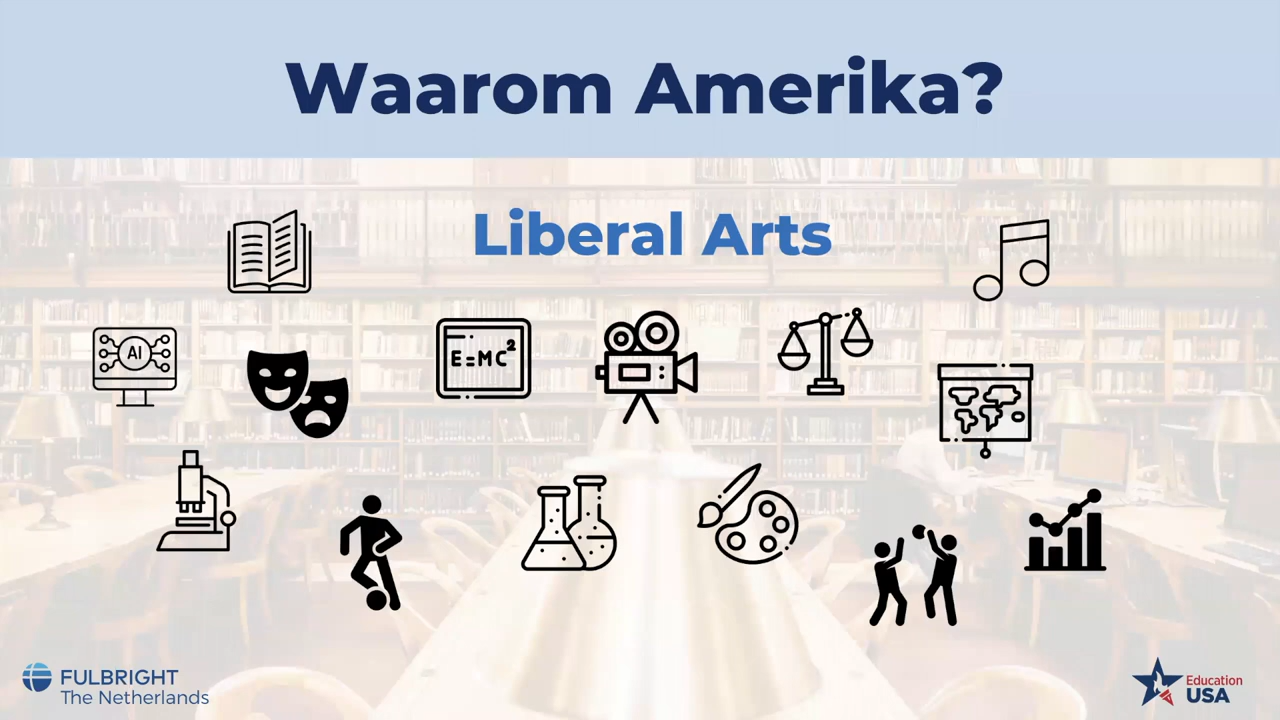 Waarom Amerika?
Liberal Arts
AI
E=MC²
FULBRIGHT
The Netherlands
Education
USA